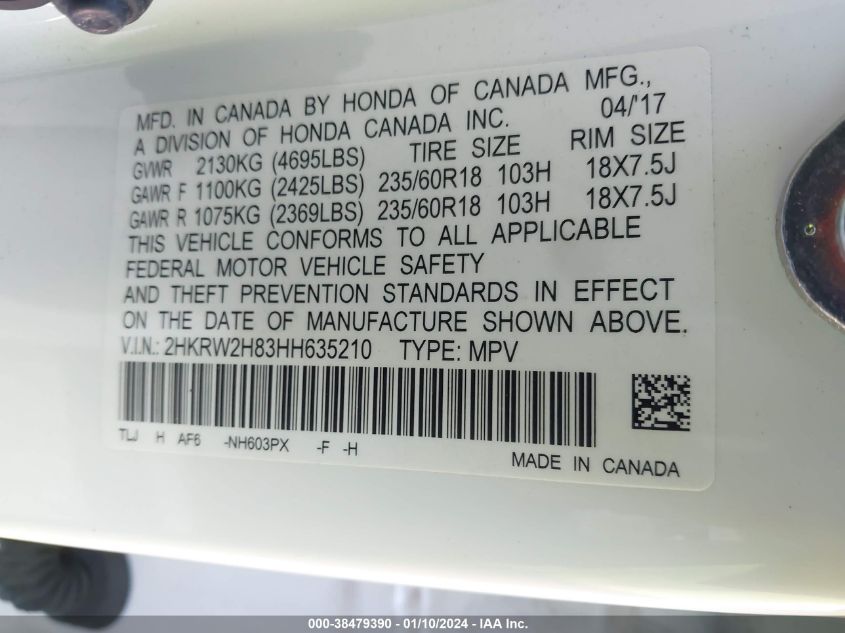 MFD. IN CANADA BY HONDA OF CANADA MFG.,
A DIVISION OF HONDA CANADA INC. 04/'17
GVWR 2130KG (4695LBS) TIRE SIZE RIM SIZE
GAWR F 1100KG (2425LBS) 235/60R18 103H 18X7.5J
GAWR R 1075KG (2369LBS) 235/60R18 103H 18X7.5J
THIS VEHICLE CONFORMS TO ALL APPLICABLE
FEDERAL MOTOR VEHICLE SAFETY
AND THEFT PREVENTION STANDARDS IN EFFECT
ON THE DATE OF MANUFACTURE SHOWN ABOVE.
V.I.N.: 2HKRW2H83HH635210 TYPE: MPV
TLJ H AF6 -NH603PX -F -H
MADE IN CANADA
000-38479390 - 01/10/2024 - IAA Inc.